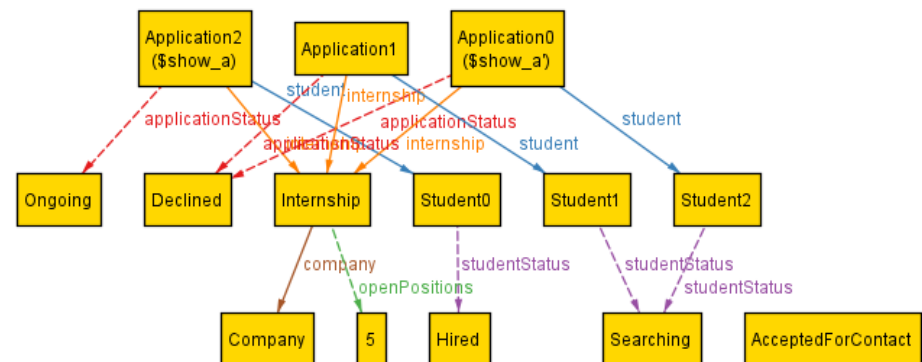 Application2
($show_a)
Application1
Application0
($show_a')
student
internship
applicationStatus
applicationStatus
applicationStatus
internship
student
student
Ongoing
Declined
Internship
Student0
Student1
Student2
company
studentStatus
studentStatus
openPositions
studentStatus
Company
5
Hired
Searching
AcceptedForContact